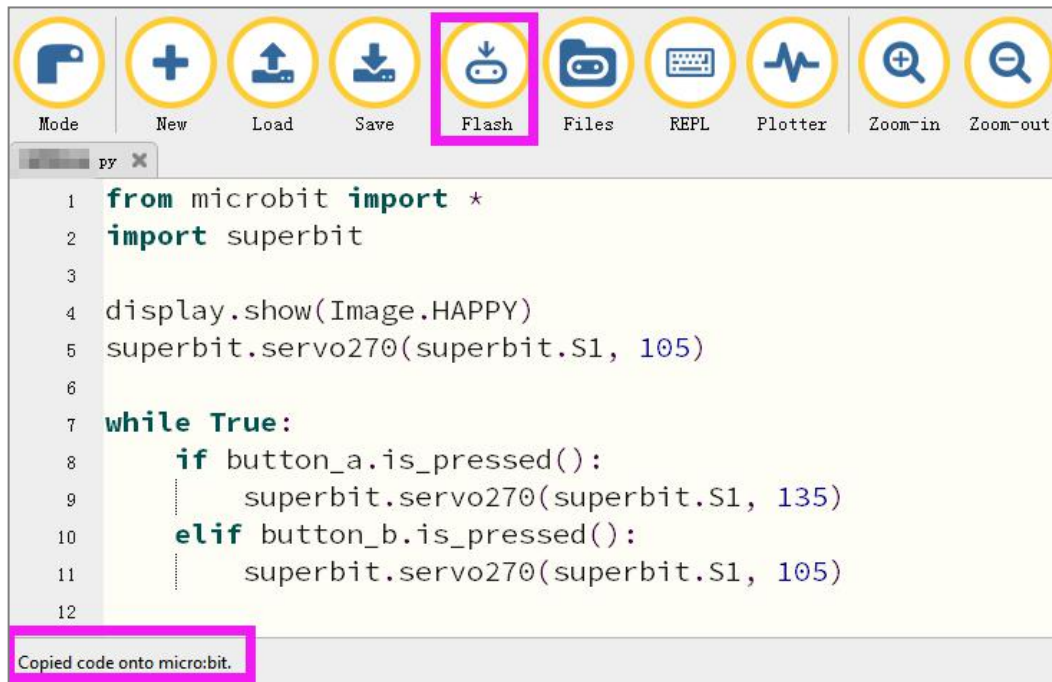 Mode New Load Save Flash Files REPL Plotter Zoom-in Zoom-out
py
1 from microbit import *
2 import superbit
3
4 display.show(Image.HAPPY)
5 superbit.servo270(superbit.S1, 105)
6
7 while True:
8 if button_a.is_pressed():
9 superbit.servo270(superbit.S1, 135)
10 elif button_b.is_pressed():
11 superbit.servo270(superbit.S1, 105)
12
Copied code onto micro:bit.